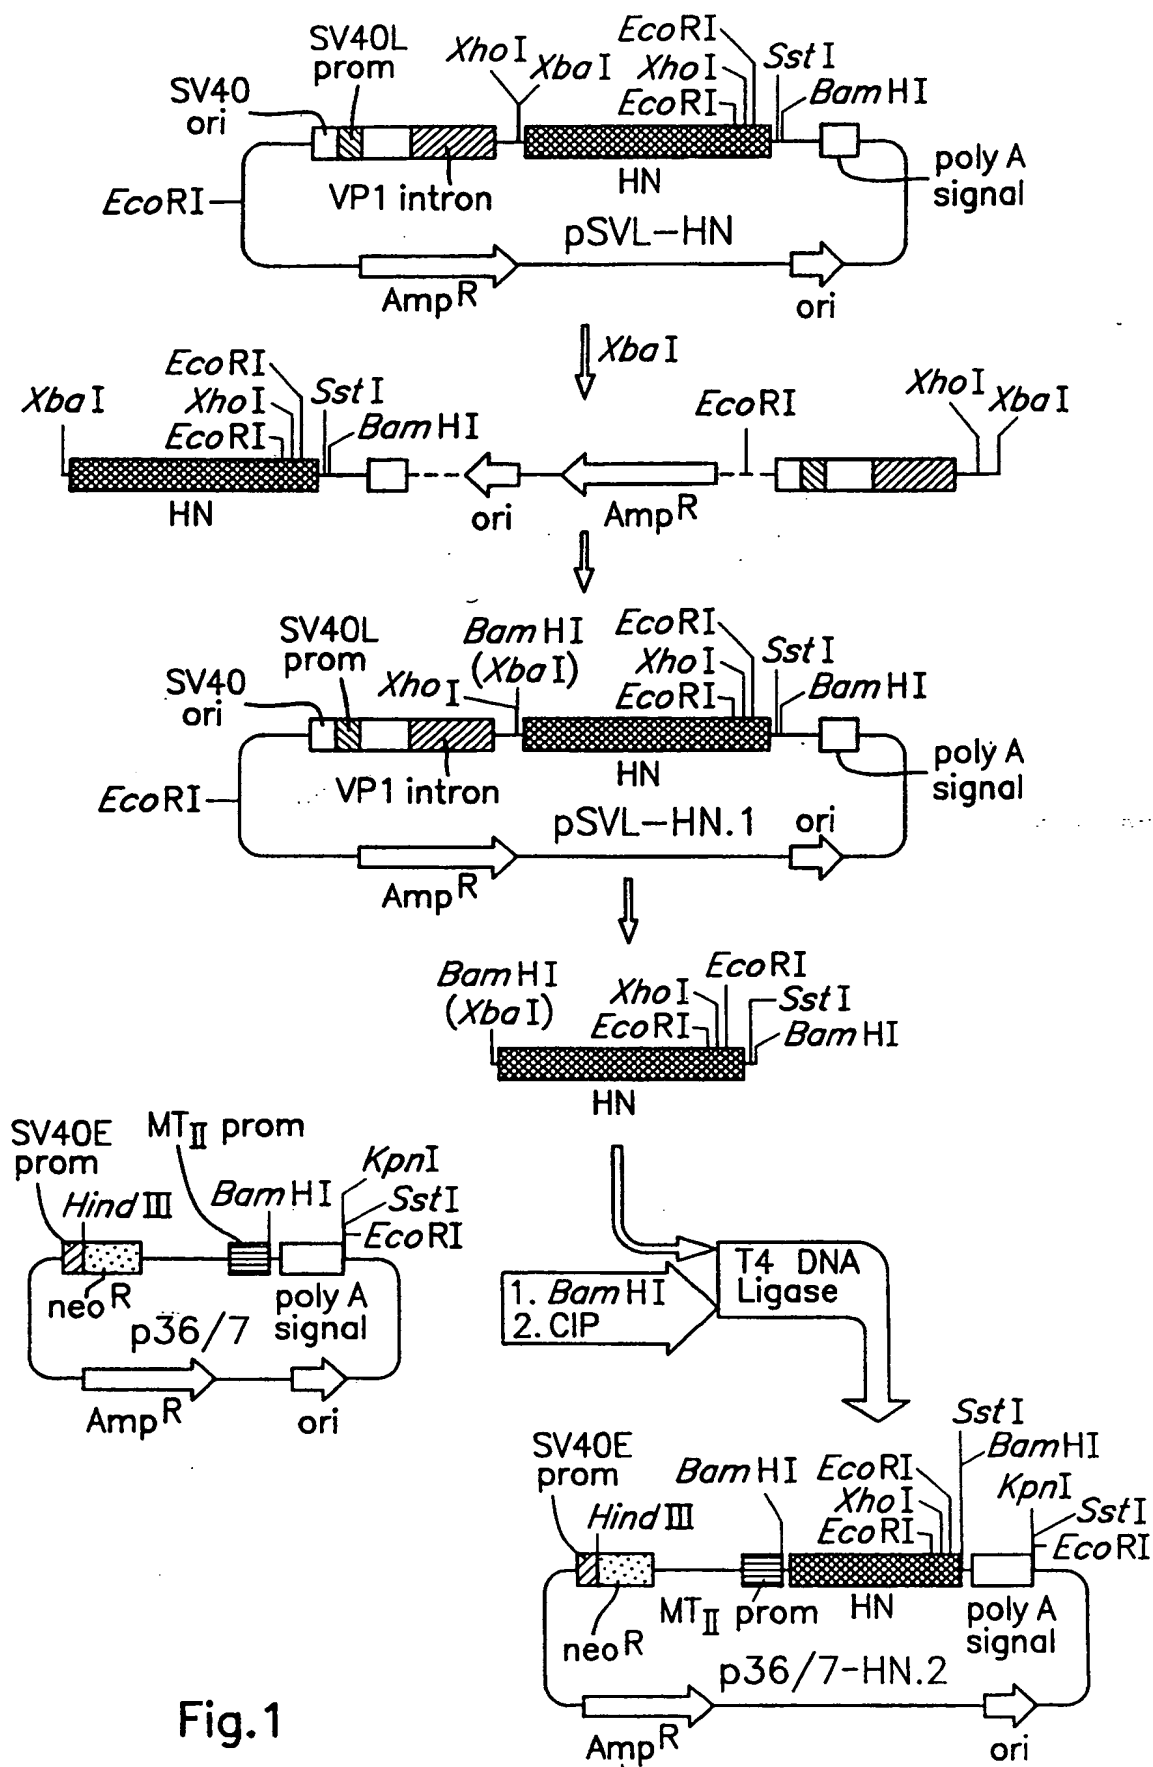 SV40L
prom
XhoI
XbaI
EcoRI
XhoI
EcoRI
SstI
BamHI
SV40
ori
EcoRI
VP1 intron
HN
poly A
signal
pSVL-HN
AmpR
ori
XbaI
XbaI
EcoRI
XhoI
EcoRI
SstI
BamHI
EcoRI
XhoI
XbaI
HN
ori
AmpR
SV40L
prom
BamHI
(XbaI)
EcoRI
XhoI
EcoRI
SstI
BamHI
SV40
ori
XhoI
EcoRI
VP1 intron
HN
poly A
signal
pSVL-HN.1
ori
AmpR
BamHI
(XbaI)
EcoRI
XhoI
EcoRI
SstI
BamHI
HN
SV40E
prom
MTII prom
HindIII
BamHI
KpnI
SstI
EcoRI
neoR
poly A
signal
p36/7
AmpR
ori
1. BamHI
2. CIP
T4 DNA
Ligase
SV40E
prom
HindIII
BamHI
EcoRI
XhoI
EcoRI
SstI
BamHI
KpnI
SstI
EcoRI
neoR
MTII prom
HN
poly A
signal
p36/7-HN.2
AmpR
ori
Fig.1